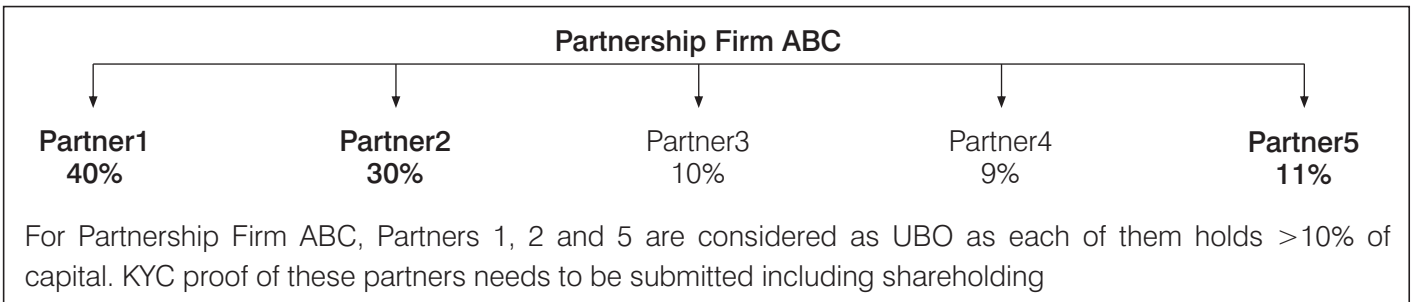 Partnership Firm ABC
Partner1 Partner2 Partner3 Partner4 Partner5
40% 30% 10% 9% 11%
For Partnership Firm ABC, Partners 1, 2 and 5 are considered as UBO as each of them holds >10% of
capital. KYC proof of these partners needs to be submitted including shareholding